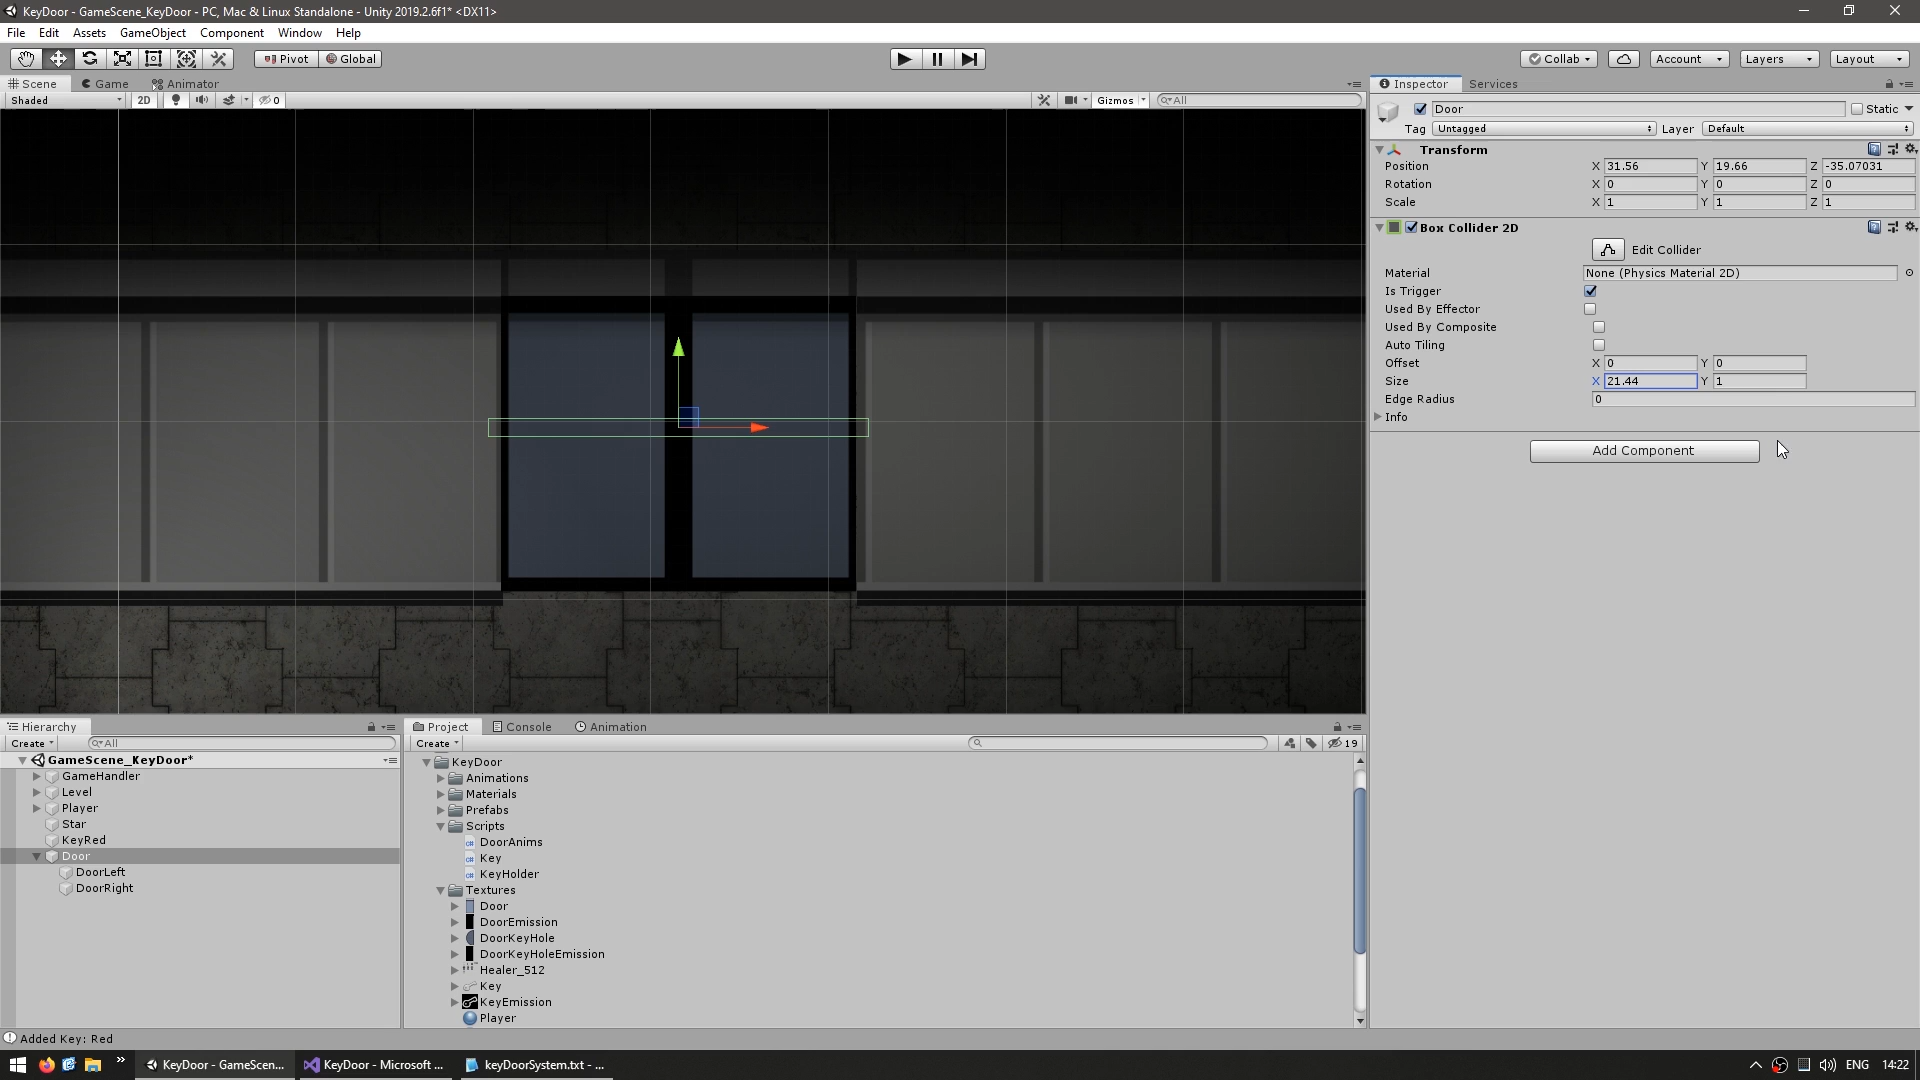 KeyDoor - GameScene_KeyDoor - PC, Mac & Linux Standalone - Unity 2019.2.6f1* <DX11>
File Edit Assets GameObject Component Window Help
Pivot Global Collab Account Layers Layout
Scene Game Animator
Shaded 2D 0 Gizmos All
Inspector Services
Door Static
Tag Untagged Layer Default
Transform
Position X 31.56 Y 19.66 Z -35.07031
Rotation X 0 Y 0 Z 0
Scale X 1 Y 1 Z 1
Box Collider 2D
Edit Collider
Material None (Physics Material 2D)
Is Trigger
Used By Effector
Used By Composite
Auto Tiling
Offset X 0 Y 0
Size X 21.44 Y 1
Edge Radius 0
Info
Add Component
Hierarchy
Create All
GameScene_KeyDoor*
GameHandler
Level
Player
Star
KeyRed
Door
DoorLeft
DoorRight
Project Console Animation
Create 19
KeyDoor
Animations
Materials
Prefabs
Scripts
DoorAnims
Key
KeyHolder
Textures
Door
DoorEmission
DoorKeyHole
DoorKeyHoleEmission
Healer_512
Key
KeyEmission
Player
Added Key: Red
KeyDoor - GameScen... KeyDoor - Microsoft ... keyDoorSystem.txt - ... ENG 14:22